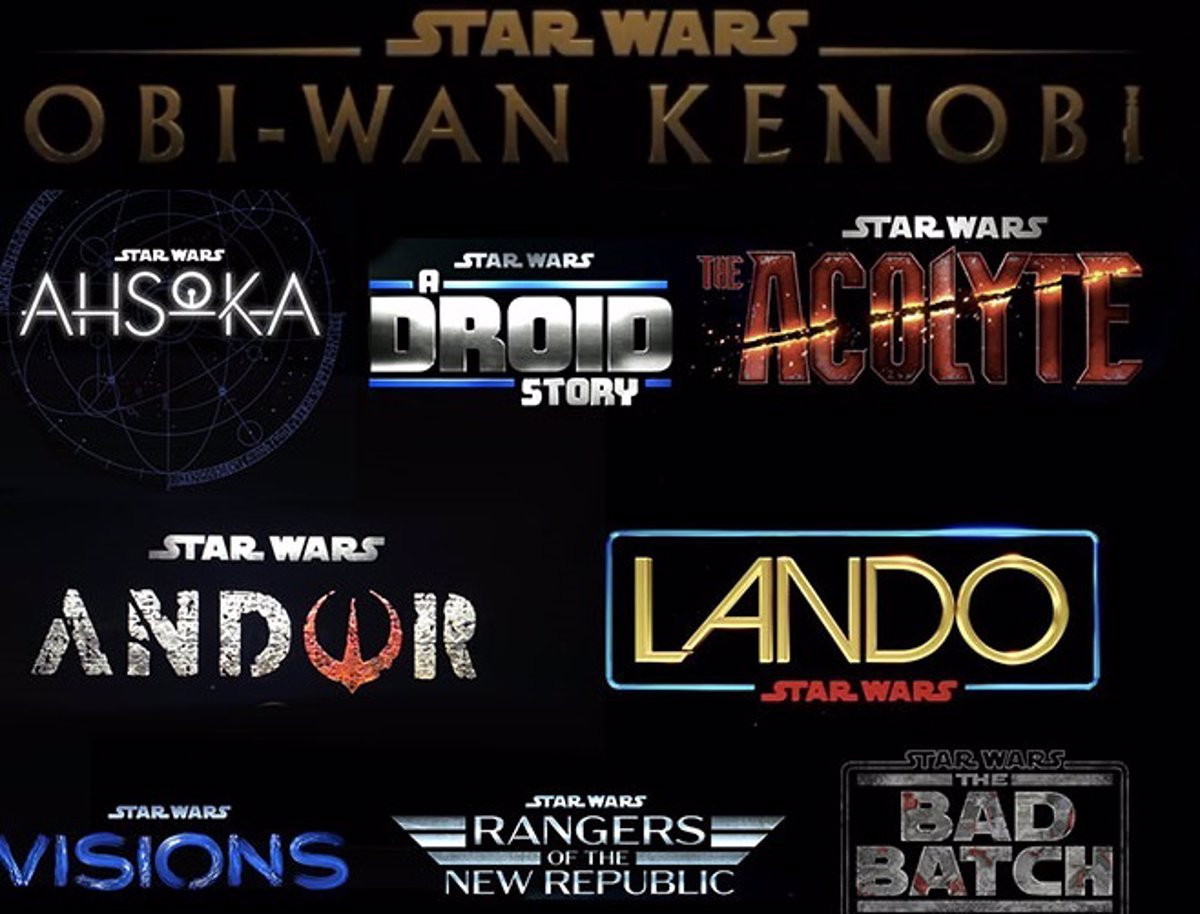 STAR WARS
OBI-WAN KENOBI
STAR WARS
AHSOKA
STAR WARS
A
DROID
STORY
STAR WARS
THE ACOLYTE
STAR WARS
ANDOR
LANDO
STAR WARS
STAR WARS
VISIONS
STAR WARS
RANGERS
OF THE
NEW REPUBLIC
STAR WARS
THE
BAD
BATCH